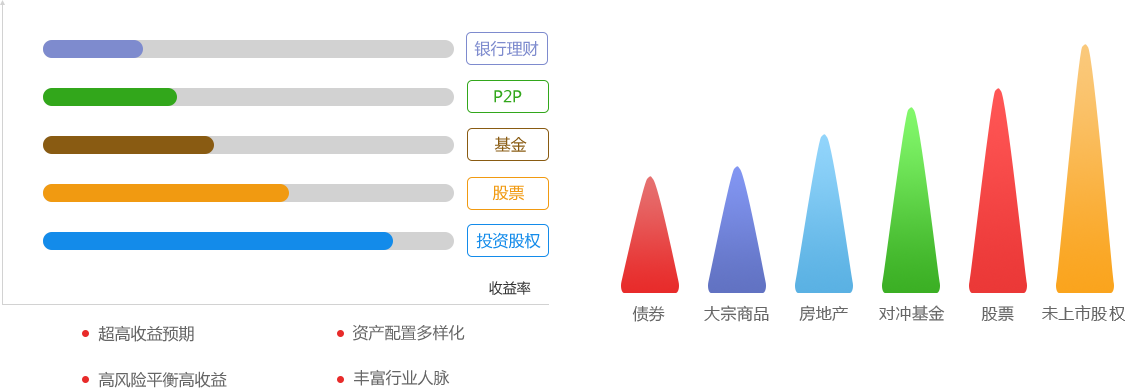 银行理财
P2P
基金
股票
投资股权
收益率
超高收益预期
资产配置多样化
高风险平衡高收益
丰富行业人脉
债券
大宗商品
房地产
对冲基金
股票
未上市股权